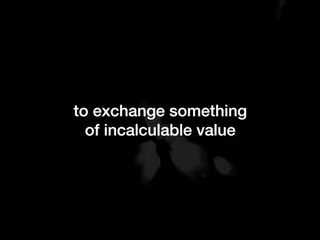 to exchange something
of incalculable value